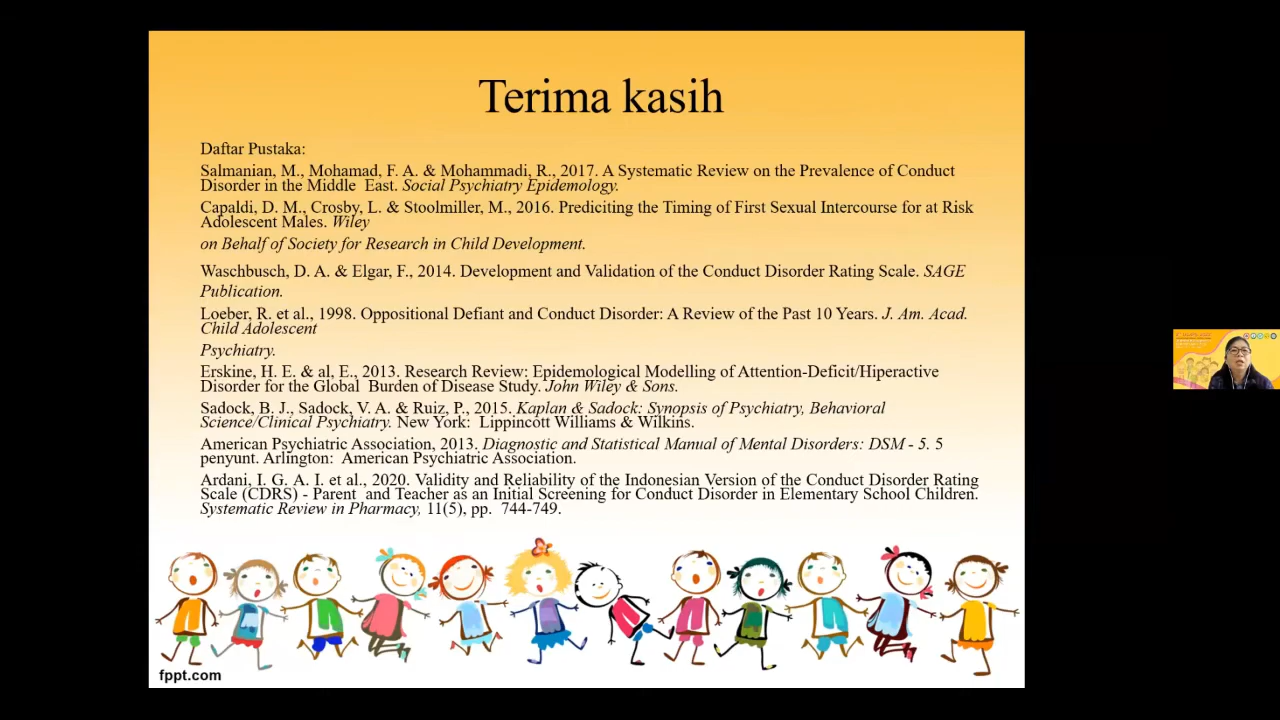 Terima kasih
Daftar Pustaka:
Salmanian, M., Mohamad, F. A. & Mohammadi, R., 2017. A Systematic Review on the Prevalence of Conduct
Disorder in the Middle East. Social Psychiatry Epidemology.
Capaldi, D. M., Crosby, L. & Stoolmiller, M., 2016. Prediciting the Timing of First Sexual Intercourse for at Risk
Adolescent Males. Wiley
on Behalf of Society for Research in Child Development.
Waschbusch, D. A. & Elgar, F., 2014. Development and Validation of the Conduct Disorder Rating Scale. SAGE
Publication.
Loeber, R. et al., 1998. Oppositional Defiant and Conduct Disorder: A Review of the Past 10 Years. J. Am. Acad.
Child Adolescent
Psychiatry.
Erskine, H. E. & al, E., 2013. Research Review: Epidemological Modelling of Attention-Deficit/Hiperactive
Disorder for the Global Burden of Disease Study. John Wiley & Sons.
Sadock, B. J., Sadock, V. A. & Ruiz, P., 2015. Kaplan & Sadock: Synopsis of Psychiatry, Behavioral
Science/Clinical Psychiatry. New York: Lippincott Williams & Wilkins.
American Psychiatric Association, 2013. Diagnostic and Statistical Manual of Mental Disorders: DSM - 5. 5
penyunt. Arlington: American Psychiatric Association.
Ardani, I. G. A. I. et al., 2020. Validity and Reliability of the Indonesian Version of the Conduct Disorder Rating
Scale (CDRS) - Parent and Teacher as an Initial Screening for Conduct Disorder in Elementary School Children.
Systematic Review in Pharmacy, 11(5), pp. 744-749.
fppt.com